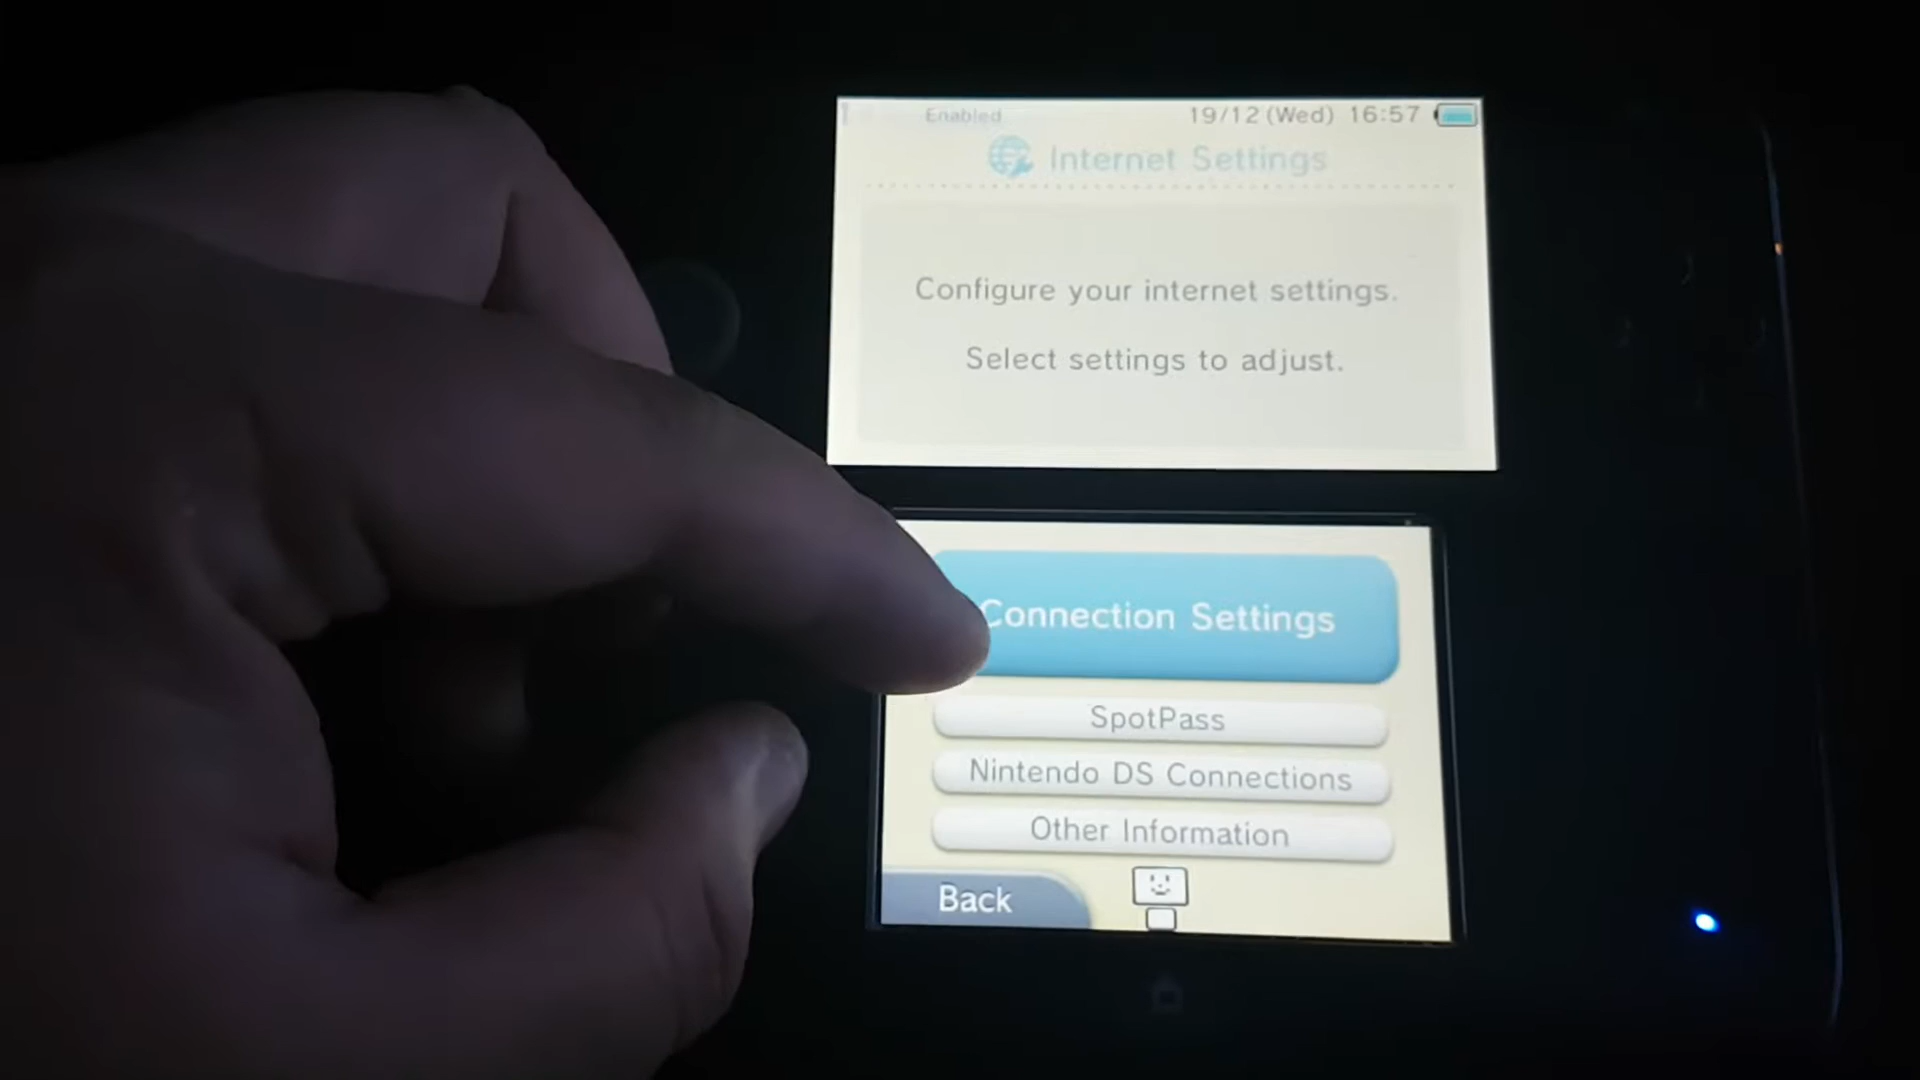 Enabled 19/12 (Wed) 16:57
Internet Settings
Configure your internet settings.
Select settings to adjust.
Connection Settings
SpotPass
Nintendo DS Connections
Other Information
Back